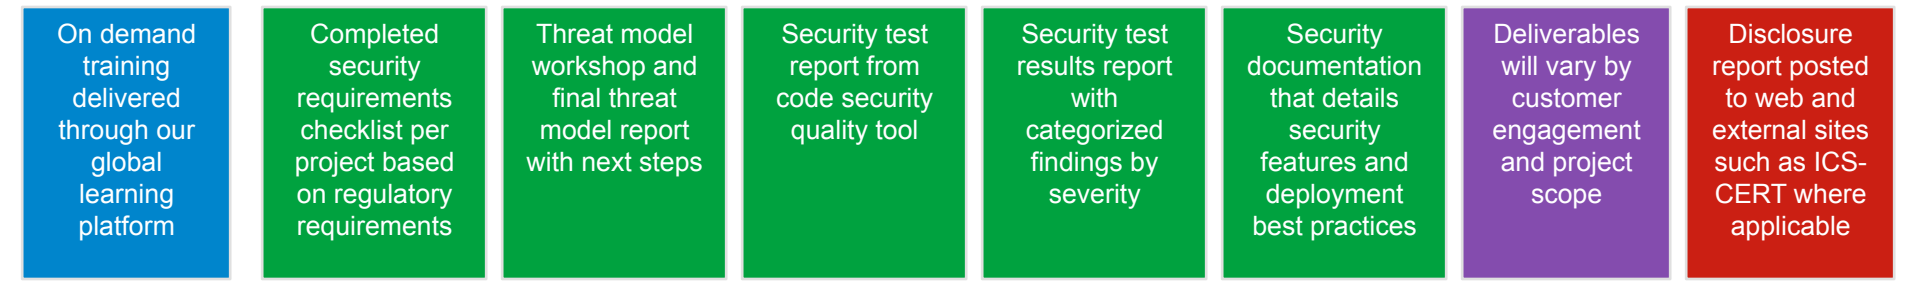 On demand
training
delivered
through our
global
learning
platform
Completed
security
requirements
checklist per
project based
on regulatory
requirements
Threat model
workshop and
final threat
model report
with next steps
Security test
report from
code security
quality tool
Security test
results report
with
categorized
findings by
severity
Security
documentation
that details
security
features and
deployment
best practices
Deliverables
will vary by
customer
engagement
and project
scope
Disclosure
report posted
to web and
external sites
such as ICS-
CERT where
applicable